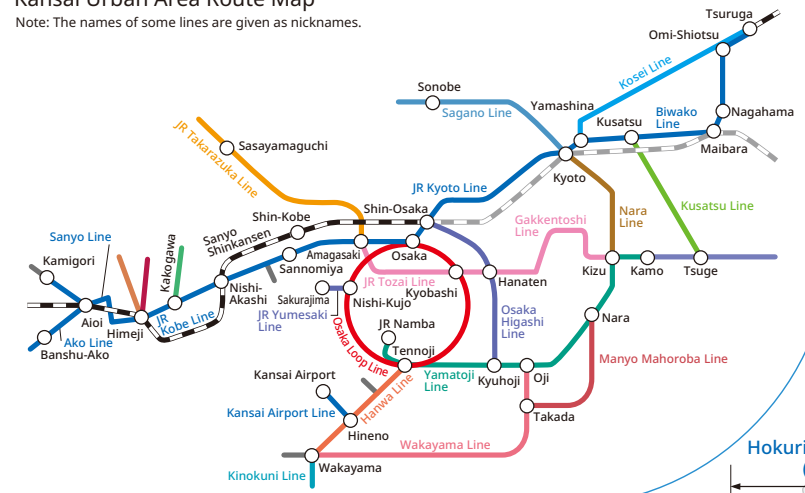 Kansai Urban Area Route Map
Note: The names of some lines are given as nicknames.
Tsuruga
Omi-Shiotsu
Kosei Line
Sonobe
Sagano Line
Yamashina
Kusatsu
Biwako
Line
Nagahama
Maibara
JR Takarazuka Line
Sasayamaguchi
Kyoto
JR Kyoto Line
Nara
Line
Kusatsu Line
Shin-Osaka
Shin-Kobe
Sanyo
Shinkansen
Gakkentoshi
Line
Sanyo Line
Kamigori
Kakogawa
Amagasaki
Osaka
Sannomiya
JR Tozai Line
Hanaten
Kizu
Kamo
Tsuge
Nishi-
Akashi
Sakurajima
Nishi-Kujo
Kyobashi
JR Yumesaki
Line
Osaka
Higashi
Line
Aioi
Himeji
JR
Kobe Line
Ako Line
Banshu-Ako
Osaka Loop Line
JR Namba
Tennoji
Nara
Yamatoji
Line
Kyuhoji
Oji
Manyo Mahoroba Line
Kansai Airport
Hanwa Line
Kansai Airport Line
Hineno
Takada
Wakayama Line
Wakayama
Kinokuni Line